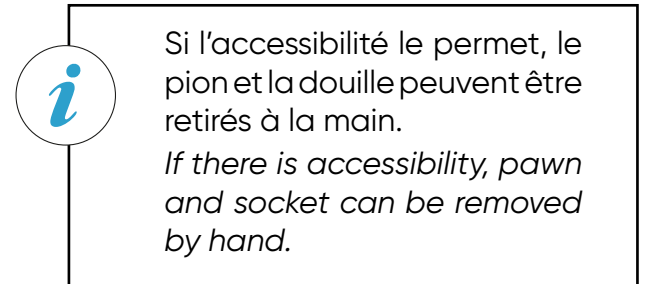 i
Si l'accessibilité le permet, le
pion et la douille peuvent être
retirés à la main.
If there is accessibility, pawn
and socket can be removed
by hand.